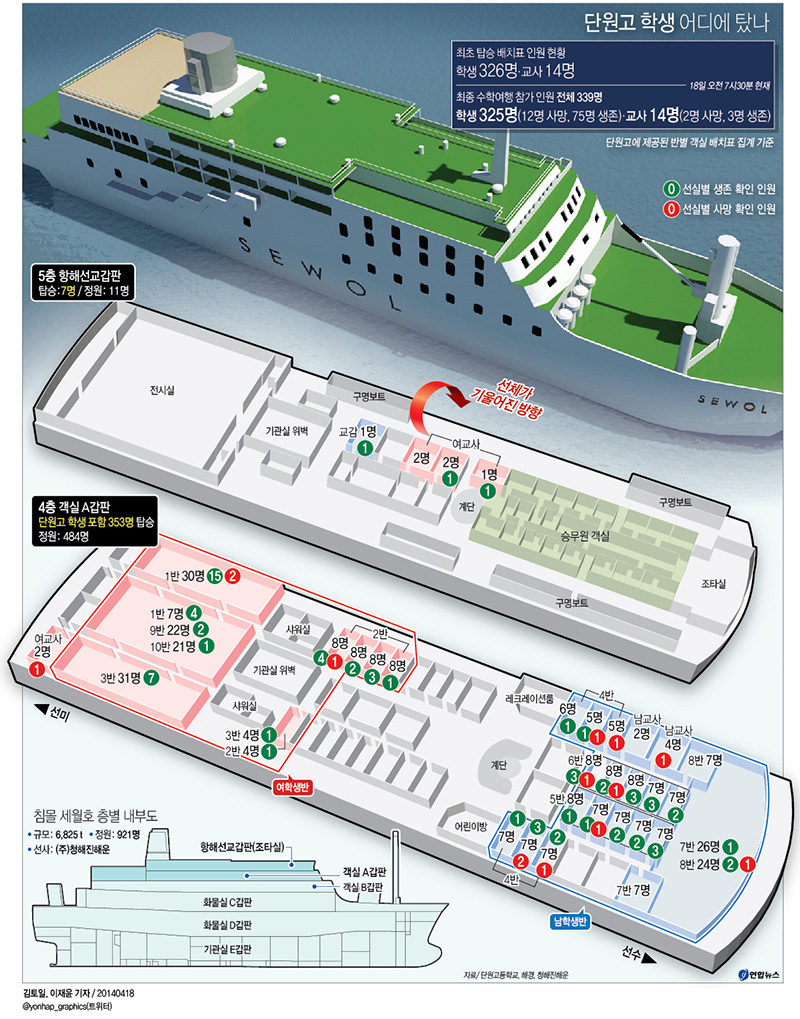 단원고 학생 어디에 탔나
최초 탑승 배치표 인원 현황
학생 326명·교사 14명
18일 오전 7시30분 현재
최종 수학여행 참가 인원 전체 339명
학생 325명(12명 사망, 75명 생존)·교사 14명(2명 사망, 3명 생존)
단원고에 제공된 반별 객실 배치표 집계 기준
0 선실별 생존 확인 인원
0 선실별 사망 확인 인원
SEWOL
SEWOL
5층 항해선교갑판
탑승:7명 / 정원: 11명
선체가
기울어진 방향
전시실
구명보트
기관실 위벽
교감 1명
1
여교사
2명
2명
1
1명
1
계단
승무원 객실
구명보트
조타실
구명보트
4층 객실 A갑판
단원고 학생 포함 353명 탑승
정원: 484명
1반 30명 15 2
1반 7명 4
9반 22명 2
10반 21명 1
3반 31명 7
여교사
2명
1
선미
샤워실
기관실 위벽
샤워실
2반
8명 8명 8명 8명
4 1 2 3 1
3반 4명 1
2반 4명 1
여학생반
레크레이션룸
계단
어린이방
4반
6명 5명 5명
1 1 1 1
남교사
2명
남교사
4명
1
8반 7명
6반 8명 8명 8명 7명 7명
3 1 2 1 3 3 2
5반 8명 7명 7명 7명 7명
1 1 1 2 2 3
1 3 2
7명 7명 7명
2 1
4반
7반 7명
7반 26명 1
8반 24명 2 1
남학생반
선수
침몰 세월호 층별 내부도
• 규모: 6,825 t • 정원: 921명
• 선사: (주)청해진해운
항해선교갑판(조타실)
객실 A갑판
객실 B갑판
화물실 C갑판
화물실 D갑판
기관실 E갑판
자료/ 단원고등학교, 해경, 청해진해운
연합뉴스
김토일, 이재윤 기자 / 20140418
@yonhap_graphics(트위터)